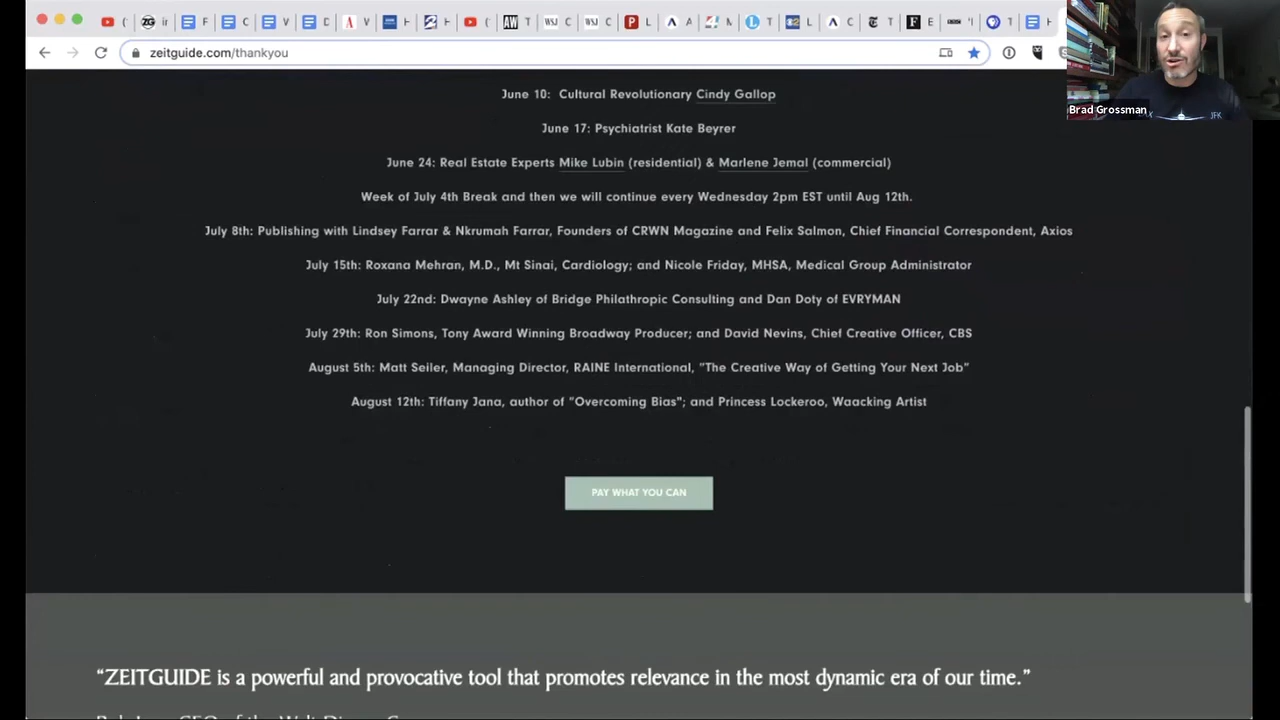 zeitguide.com/thankyou
Brad Grossman
JFK
June 10: Cultural Revolutionary Cindy Gallop
June 17: Psychiatrist Kate Beyrer
June 24: Real Estate Experts Mike Lubin (residential) & Marlene Jemal (commercial)
Week of July 4th Break and then we will continue every Wednesday 2pm EST until Aug 12th.
July 8th: Publishing with Lindsey Farrar & Nkrumah Farrar, Founders of CRWN Magazine and Felix Salmon, Chief Financial Correspondent, Axios
July 15th: Roxana Mehran, M.D., Mt Sinai, Cardiology; and Nicole Friday, MHSA, Medical Group Administrator
July 22nd: Dwayne Ashley of Bridge Philathropic Consulting and Dan Doty of EVRYMAN
July 29th: Ron Simons, Tony Award Winning Broadway Producer; and David Nevins, Chief Creative Officer, CBS
August 5th: Matt Seiler, Managing Director, RAINE International, "The Creative Way of Getting Your Next Job"
August 12th: Tiffany Jana, author of "Overcoming Bias"; and Princess Lockeroo, Waacking Artist
PAY WHAT YOU CAN
“ZEITGUIDE is a powerful and provocative tool that promotes relevance in the most dynamic era of our time.”